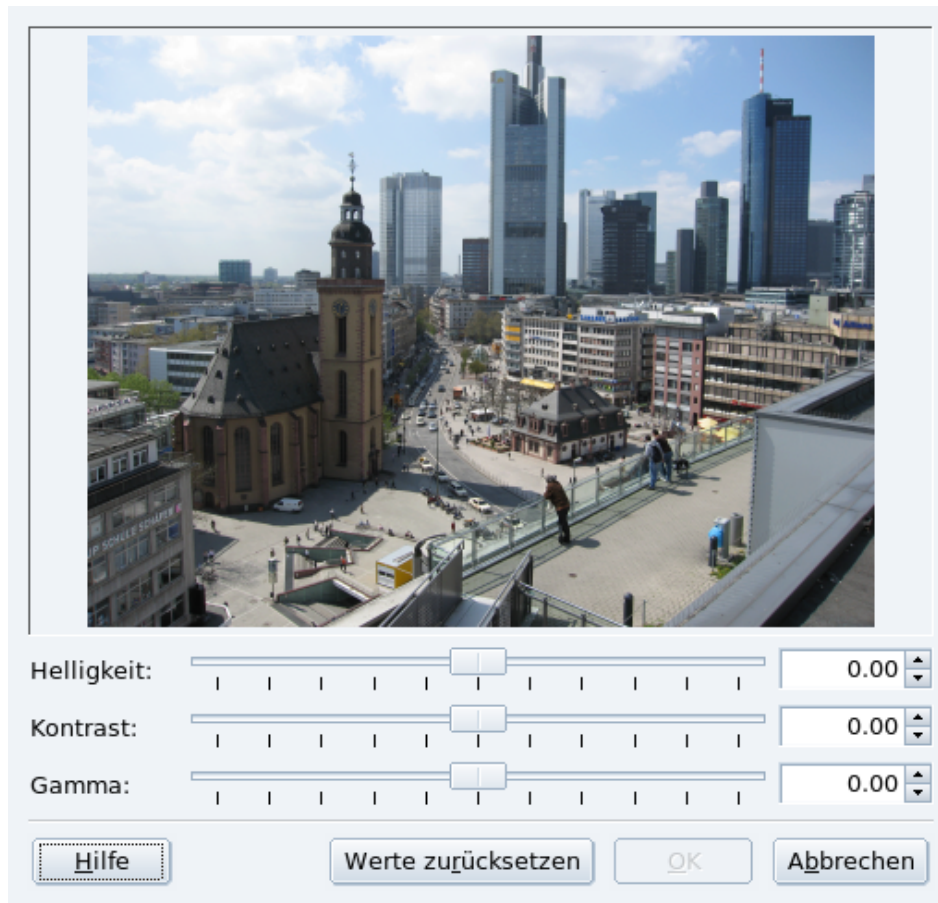 Helligkeit: 0.00
Kontrast: 0.00
Gamma: 0.00
Hilfe Werte zurücksetzen OK Abbrechen